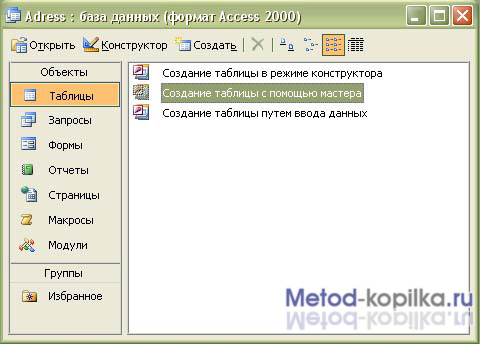 Adress : база данных (формат Access 2000)
Открыть Конструктор Создать
Объекты
Таблицы
Запросы
Формы
Отчеты
Страницы
Макросы
Модули
Группы
Избранное
Создание таблицы в режиме конструктора
Создание таблицы с помощью мастера
Создание таблицы путем ввода данных
Metod-kopilka.ru